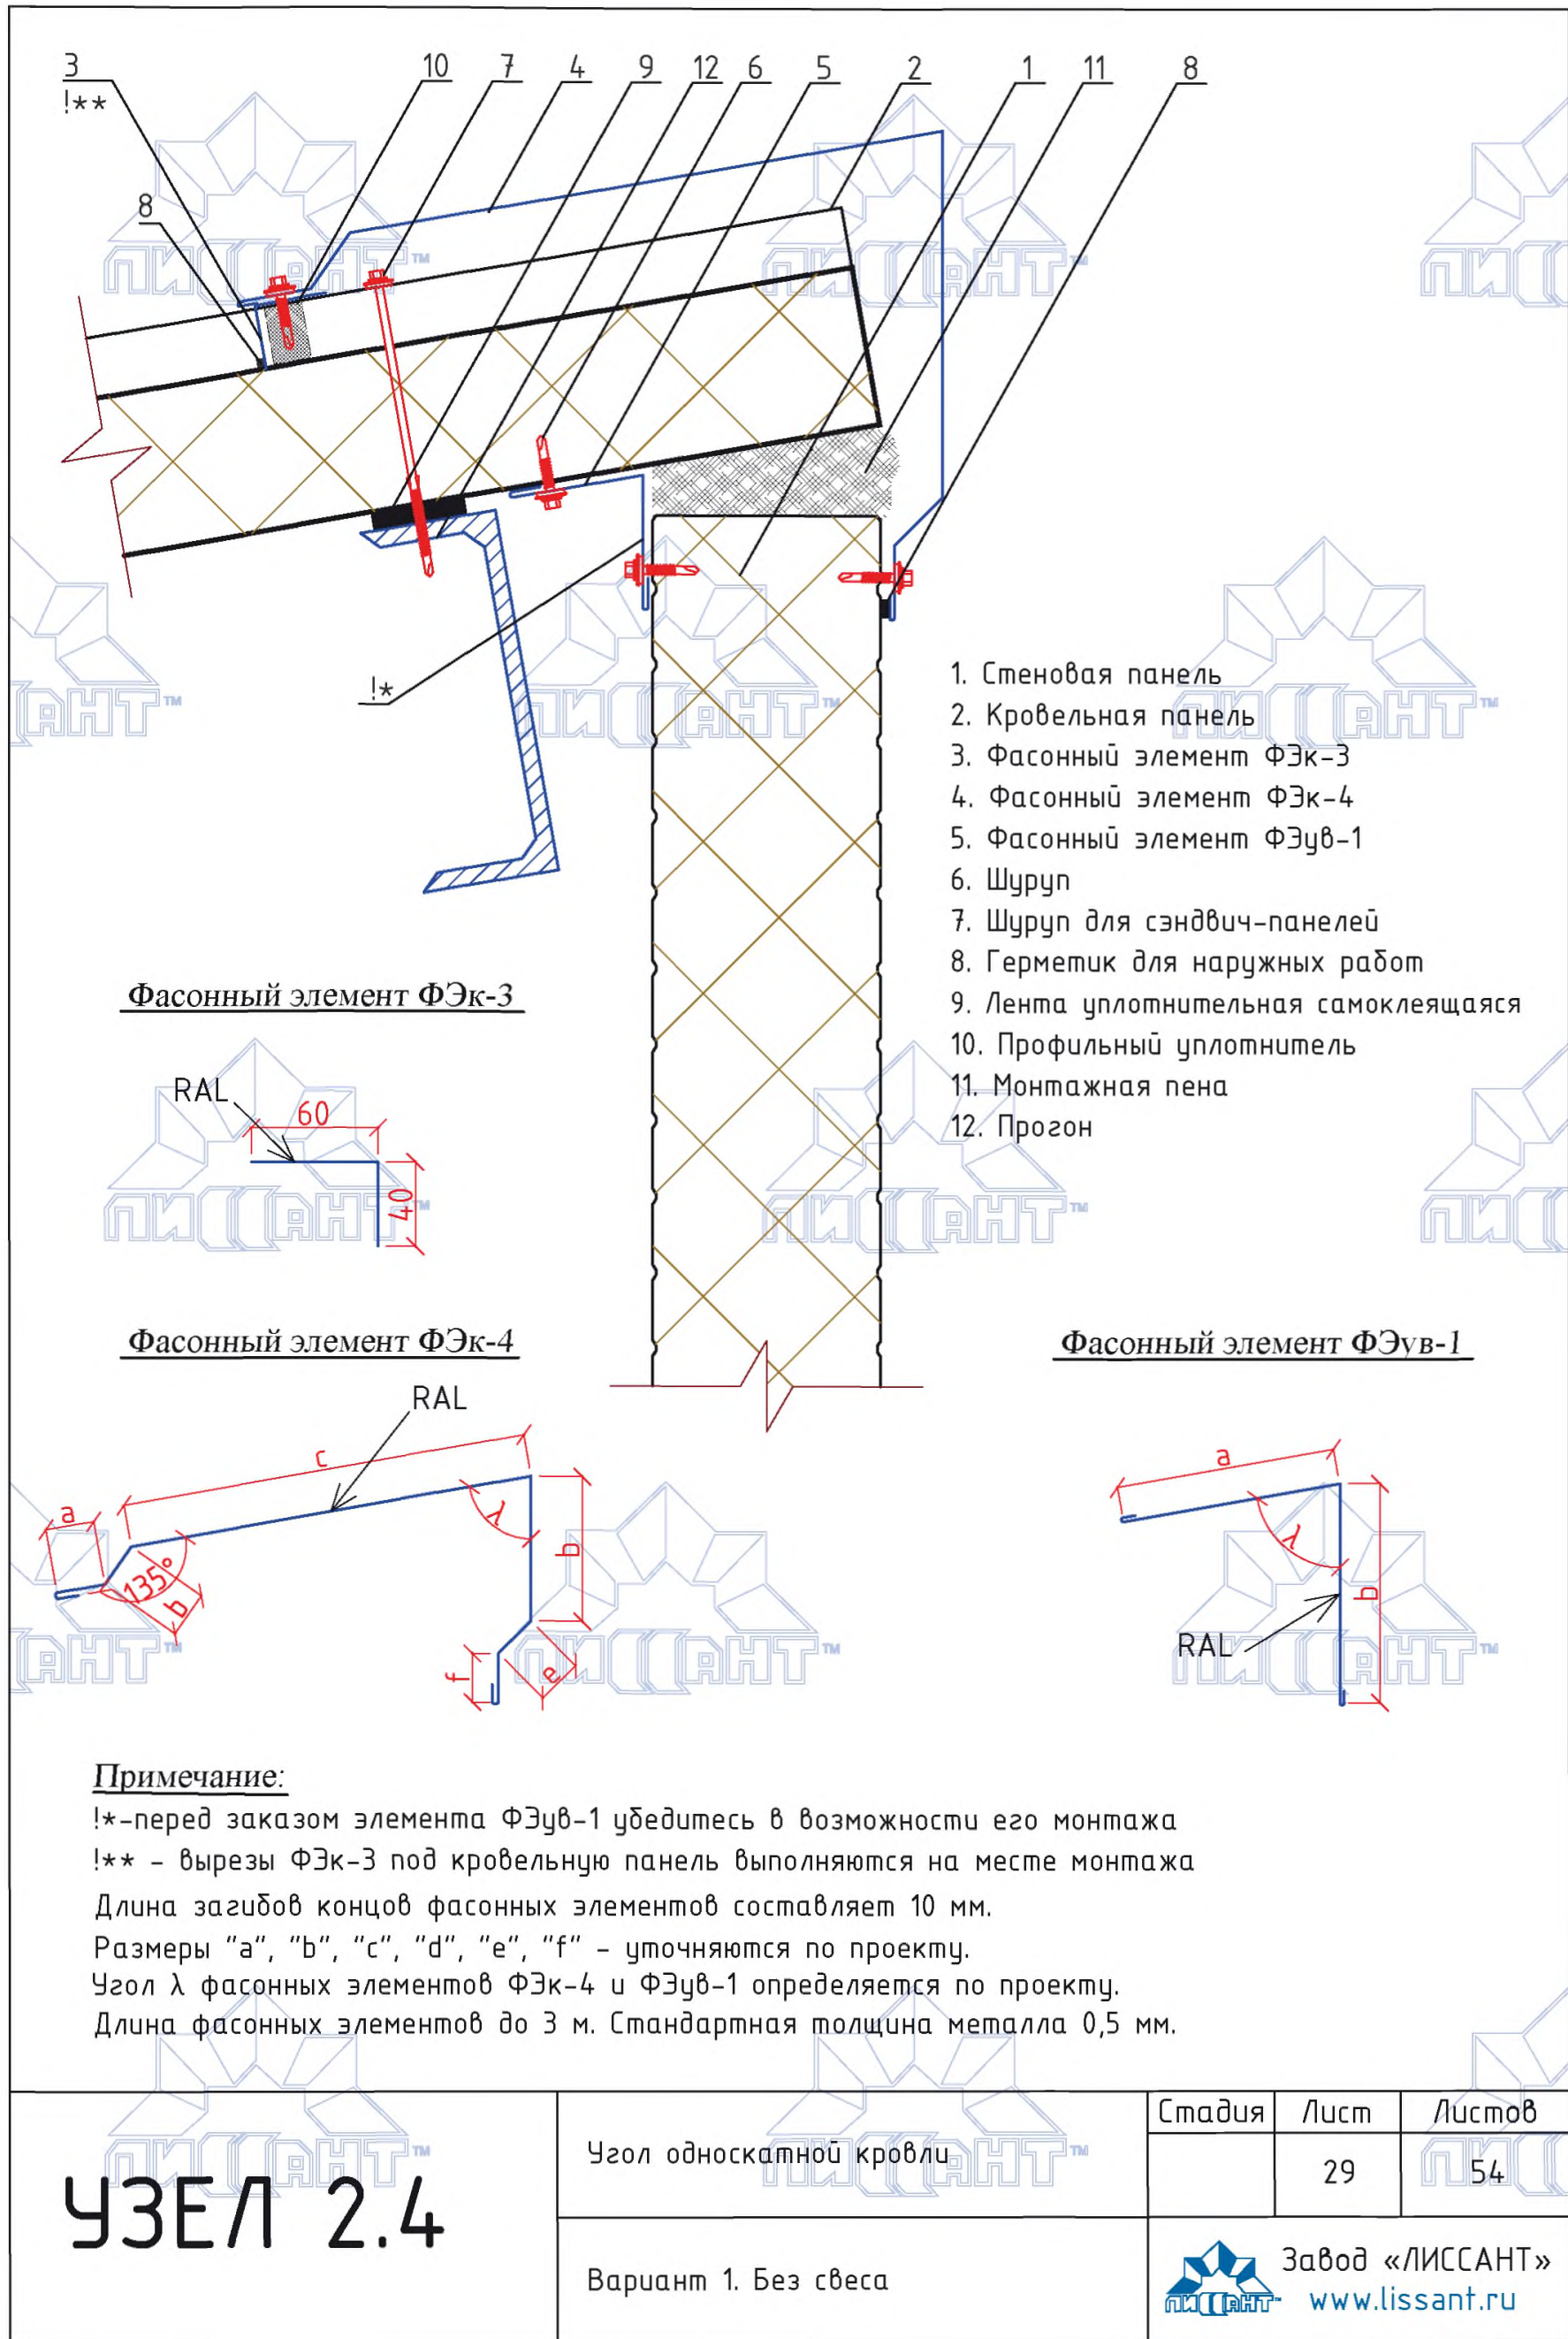 3 10 7 4 9 12 6 5 2 1 11 8
!**
8
!*
1. Стеновая панель
2. Кровельная панель
3. Фасонный элемент ФЭк-3
4. Фасонный элемент ФЭк-4
5. Фасонный элемент ФЭув-1
6. Шуруп
7. Шуруп для сэндвич-панелей
8. Герметик для наружных работ
9. Лента уплотнительная самоклеящаяся
10. Профильный уплотнитель
11. Монтажная пена
12. Прогон
Фасонный элемент ФЭк-3
RAL
60
40
Фасонный элемент ФЭк-4
RAL
c
a
135°
b
λ
b
f
e
Фасонный элемент ФЭув-1
a
λ
b
RAL
Примечание:
!*-перед заказом элемента ФЭув-1 убедитесь в возможности его монтажа
!** - вырезы ФЭк-3 под кровельную панель выполняются на месте монтажа
Длина загибов концов фасонных элементов составляет 10 мм.
Размеры "a", "b", "c", "d", "e", "f" - уточняются по проекту.
Угол λ фасонных элементов ФЭк-4 и ФЭув-1 определяется по проекту.
Длина фасонных элементов до 3 м. Стандартная толщина металла 0,5 мм.
УЗЕЛ 2.4
Угол односкатной кровли
Вариант 1. Без свеса
Стадия Лист Листов
29 54
ЛИССАНТ
Завод «ЛИССАНТ»
www.lissant.ru